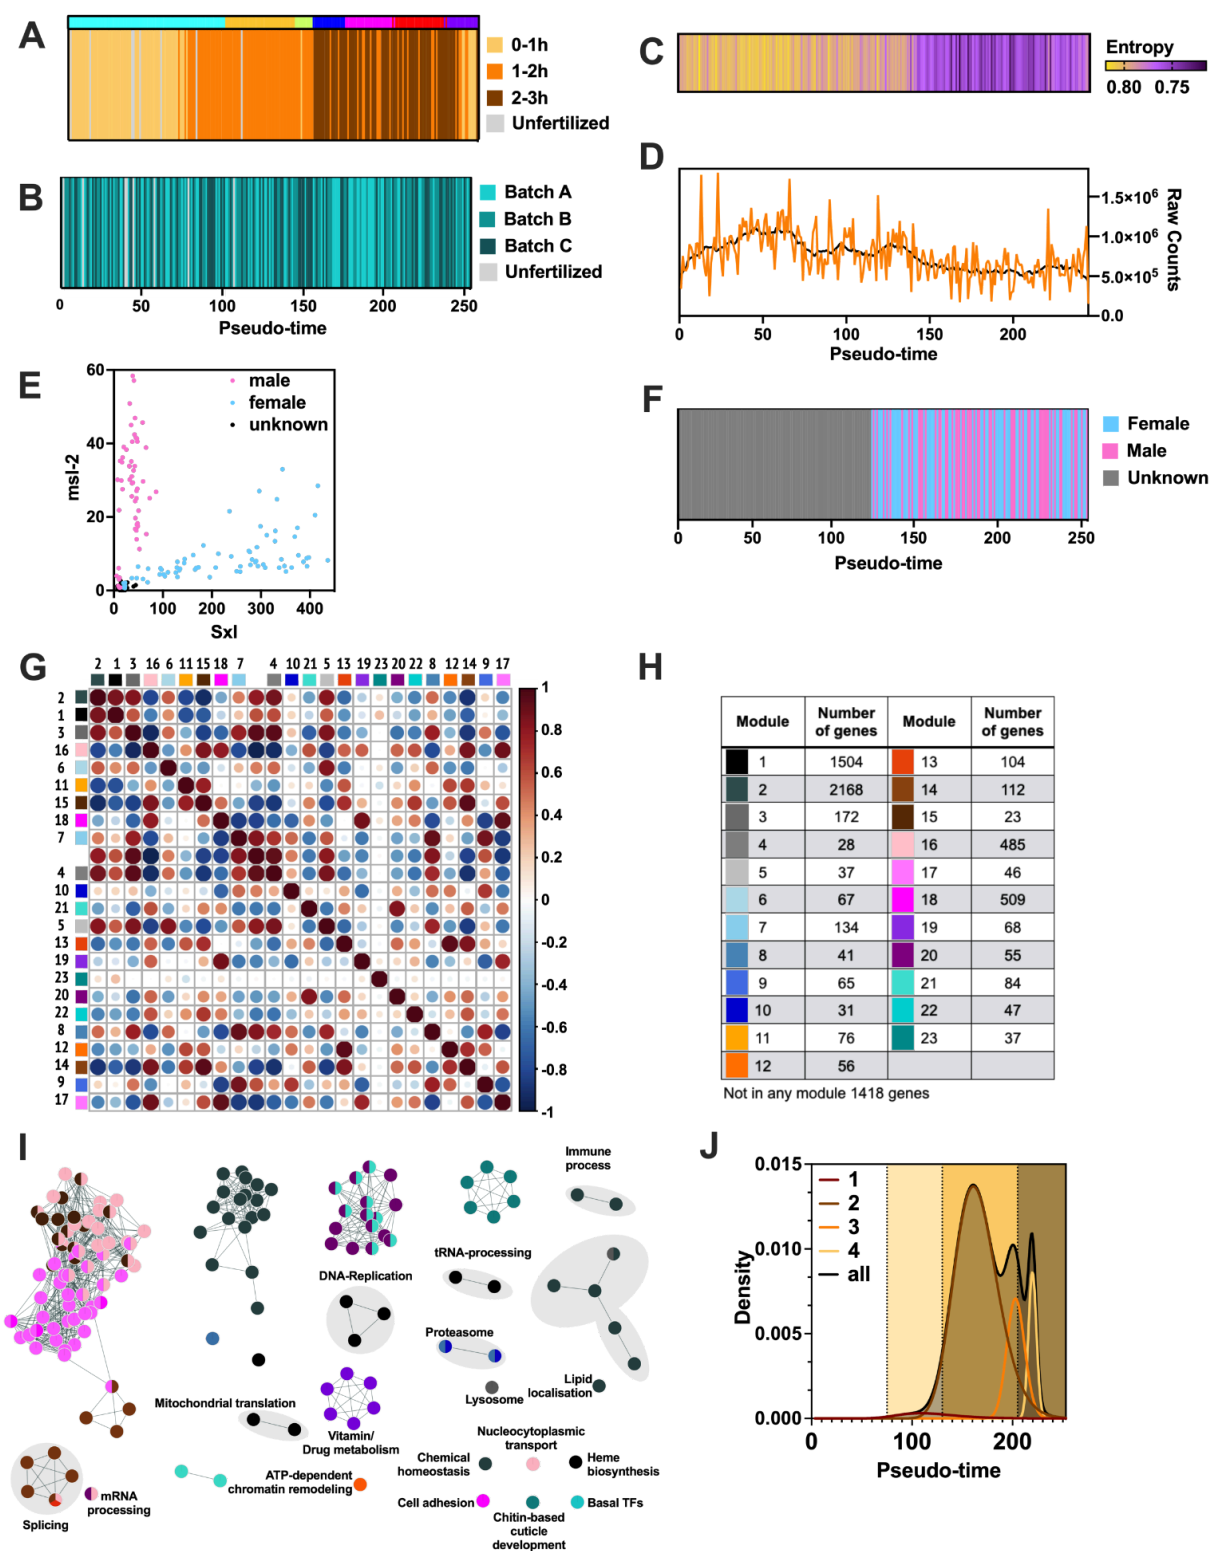 A
0-1h
1-2h
2-3h
Unfertilized
B
Batch A
Batch B
Batch C
Unfertilized
0 50 100 150 200 250
Pseudo-time
C
Entropy
0.80 0.75
D
1.5×10⁶
1.0×10⁶
5.0×10⁵
0.0
Raw Counts
0 50 100 150 200
Pseudo-time
E
60
40
20
0
msl-2
male
female
unknown
0 100 200 300 400
Sxl
F
Female
Male
Unknown
0 50 100 150 200 250
Pseudo-time
G
2 1 3 16 6 11 15 18 7 4 10 21 5 13 19 23 20 22 8 12 14 9 17
2
1
3
16
6
11
15
18
7
4
10
21
5
13
19
23
20
22
8
12
14
9
17
1
0.8
0.6
0.4
0.2
0
-0.2
-0.4
-0.6
-0.8
-1
H
Module Number of genes Module Number of genes
1 1504 13 104
2 2168 14 112
3 172 15 23
4 28 16 485
5 37 17 46
6 67 18 509
7 134 19 68
8 41 20 55
9 65 21 84
10 31 22 47
11 76 23 37
12 56
Not in any module 1418 genes
I
Immune
process
tRNA-processing
DNA-Replication
Proteasome
Lipid
localisation
Lysosome
Mitochondrial translation
Vitamin/
Drug metabolism
Nucleocytoplasmic
transport
Chemical
homeostasis
Heme
biosynthesis
ATP-dependent
chromatin remodeling
mRNA
processing
Splicing
Cell adhesion
Basal TFs
Chitin-based
cuticle
development
J
0.015
0.010
0.005
0.000
Density
1
2
3
4
all
0 100 200
Pseudo-time